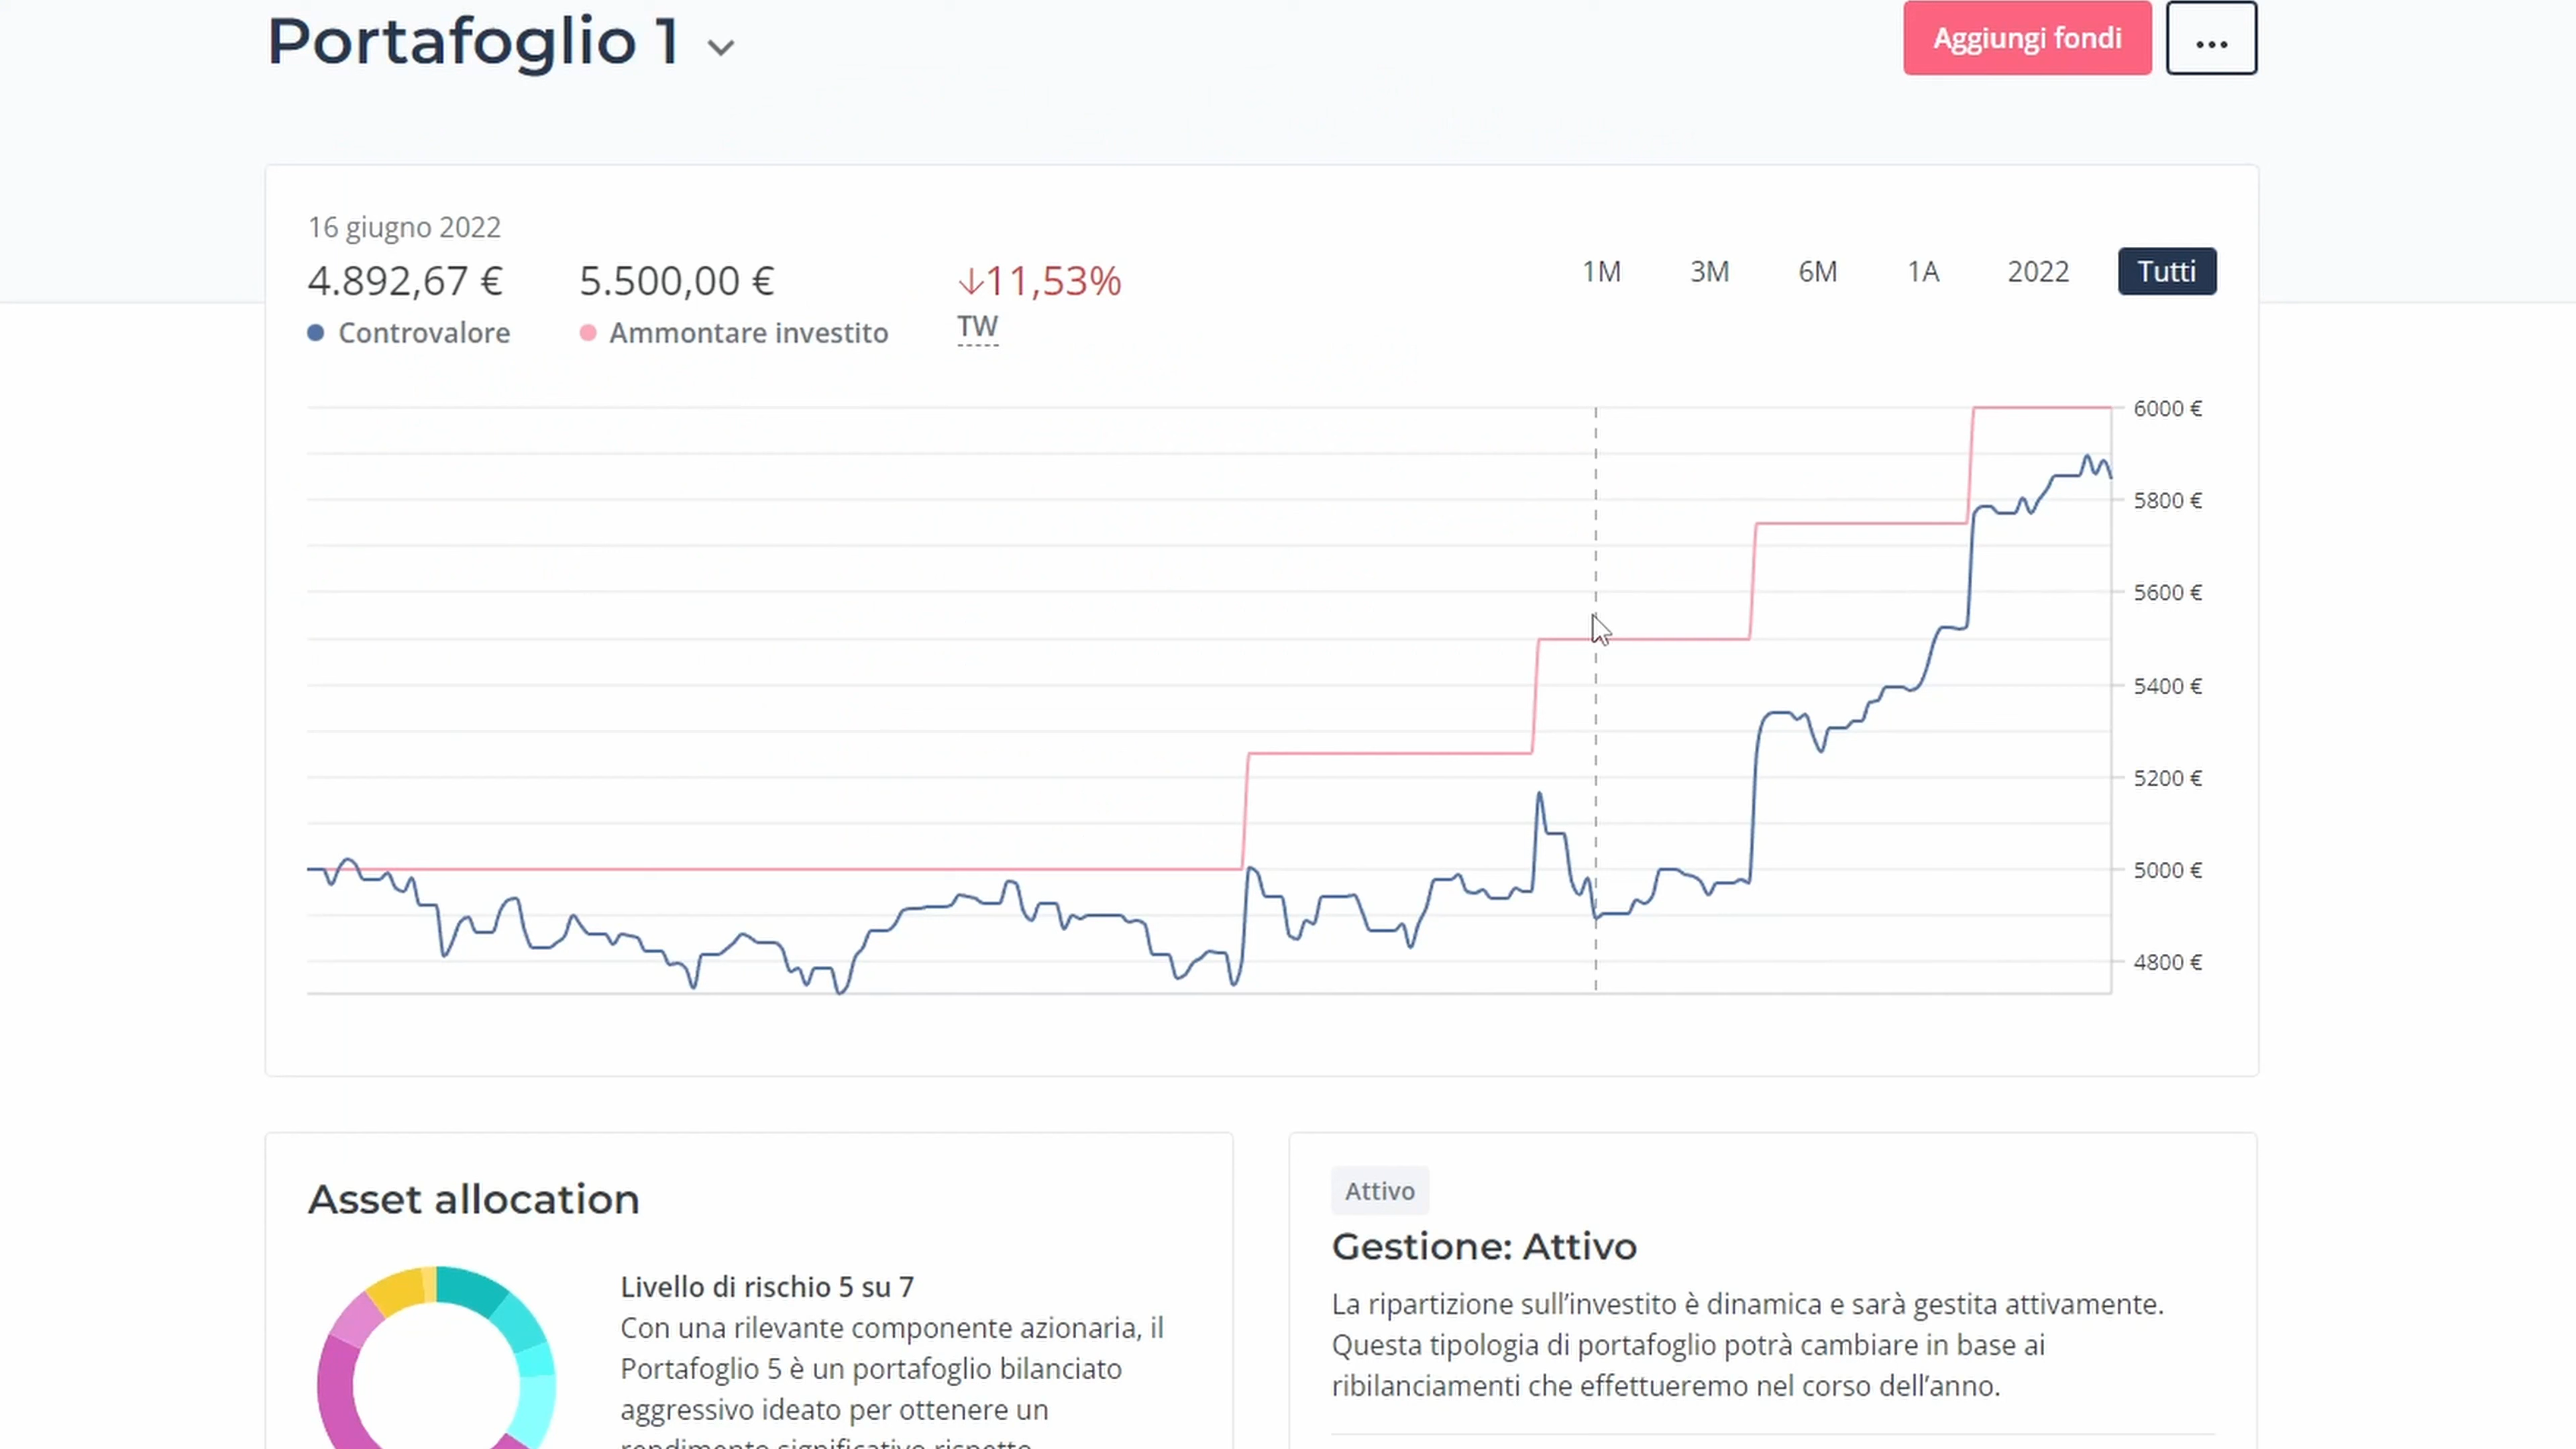 Portafoglio 1
Aggiungi fondi
...
16 giugno 2022
4.892,67 €
Controvalore
5.500,00 €
Ammontare investito
↓11,53%
TW
1M
3M
6M
1A
2022
Tutti
6000 €
5800 €
5600 €
5400 €
5200 €
5000 €
4800 €
Asset allocation
Livello di rischio 5 su 7
Con una rilevante componente azionaria, il
Portafoglio 5 è un portafoglio bilanciato
aggressivo ideato per ottenere un
rendimento significativo rispetto
Attivo
Gestione: Attivo
La ripartizione sull’investito è dinamica e sarà gestita attivamente.
Questa tipologia di portafoglio potrà cambiare in base ai
ribilanciamenti che effettueremo nel corso dell’anno.